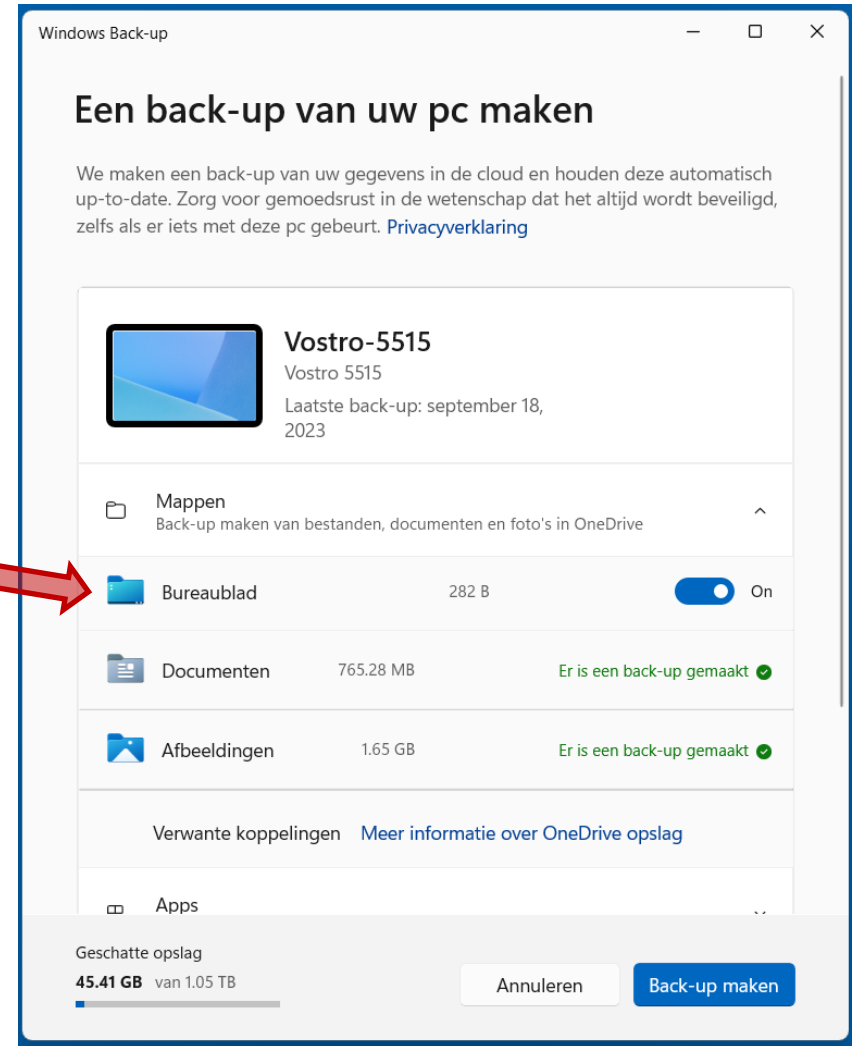 Windows Back-up
Een back-up van uw pc maken
We maken een back-up van uw gegevens in de cloud en houden deze automatisch
up-to-date. Zorg voor gemoedsrust in de wetenschap dat het altijd wordt beveiligd,
zelfs als er iets met deze pc gebeurt. Privacyverklaring
Vostro-5515
Vostro 5515
Laatste back-up: september 18,
2023
Mappen
Back-up maken van bestanden, documenten en foto's in OneDrive
Bureaublad 282 B On
Documenten 765.28 MB Er is een back-up gemaakt
Afbeeldingen 1.65 GB Er is een back-up gemaakt
Verwante koppelingen Meer informatie over OneDrive opslag
Apps
Geschatte opslag
45.41 GB van 1.05 TB
Annuleren Back-up maken